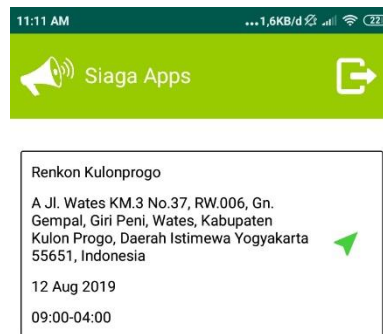 11:11 AM ...1,6KB/d 22
Siaga Apps
Renkon Kulonprogo
A Jl. Wates KM.3 No.37, RW.006, Gn.
Gempal, Giri Peni, Wates, Kabupaten
Kulon Progo, Daerah Istimewa Yogyakarta
55651, Indonesia
12 Aug 2019
09:00-04:00